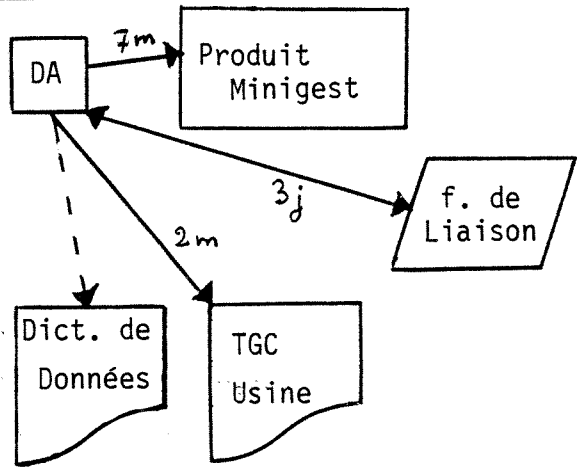 7m
DA
Produit
Minigest
3j
f. de
Liaison
2m
Dict. de
Données
TGC
Usine